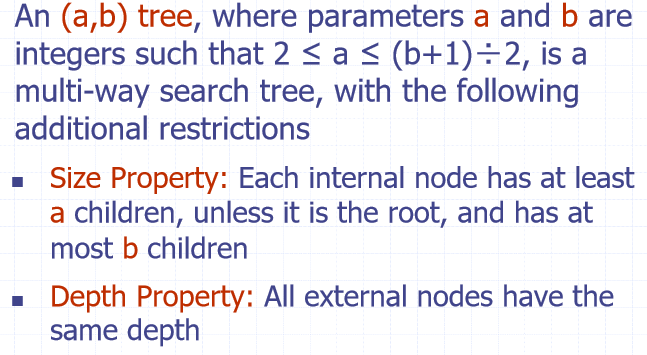 An (a,b) tree, where parameters a and b are
integers such that 2 ≤ a ≤ (b+1)÷2, is a
multi-way search tree, with the following
additional restrictions
Size Property: Each internal node has at least
a children, unless it is the root, and has at
most b children
Depth Property: All external nodes have the
same depth